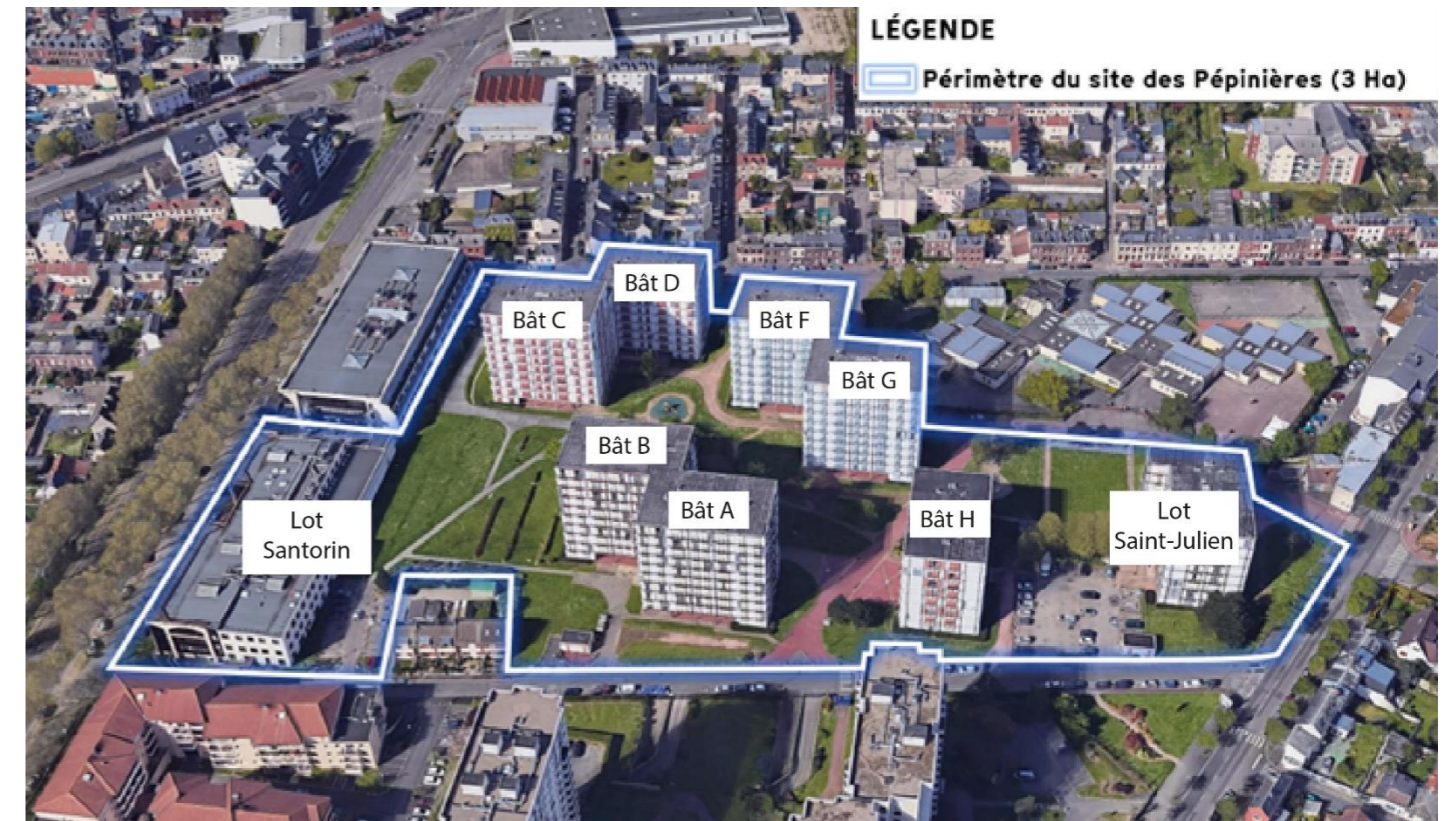 LÉGENDE
Périmètre du site des Pépinières (3 Ha)
Bât D
Bât C
Bât F
Bât G
Bât B
Bât A
Bât H
Lot
Santorin
Lot
Saint-Julien